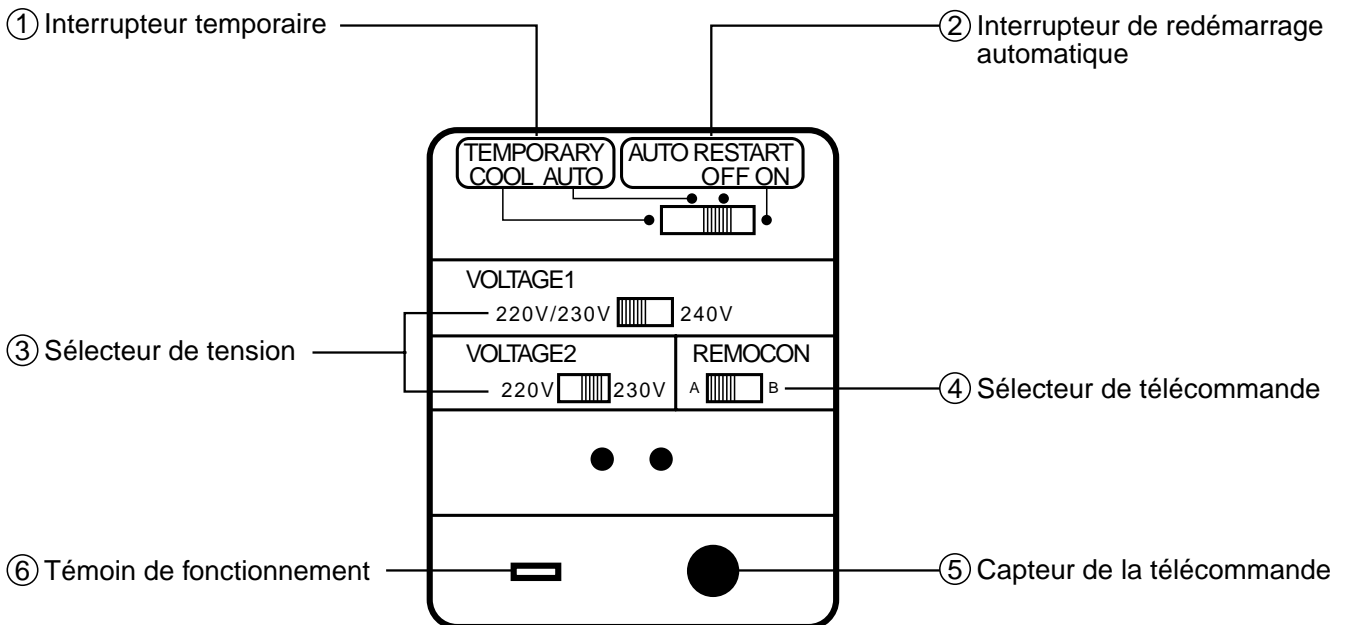 ① Interrupteur temporaire
② Interrupteur de redémarrage
automatique
TEMPORARY
COOL AUTO
AUTO RESTART
OFF ON
VOLTAGE1
220V/230V 240V
③ Sélecteur de tension
VOLTAGE2
220V 230V
REMOCON
A B
④ Sélecteur de télécommande
⑥ Témoin de fonctionnement
⑤ Capteur de la télécommande